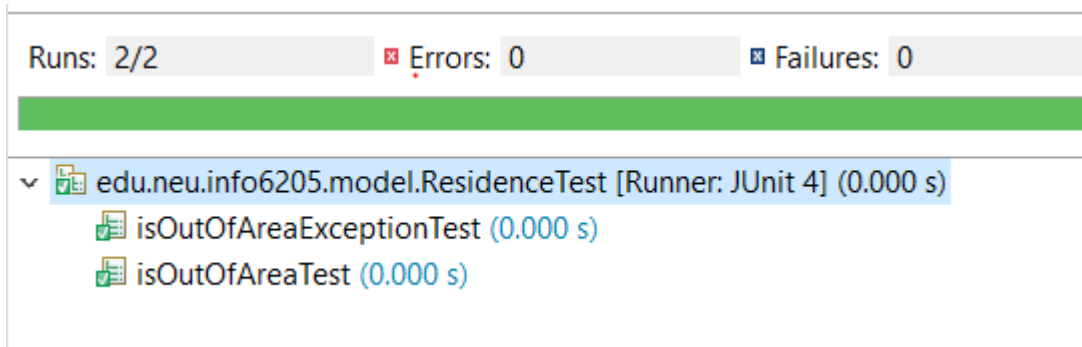 Runs: 2/2 Errors: 0 Failures: 0
edu.neu.info6205.model.ResidenceTest [Runner: JUnit 4] (0.000 s)
isOutOfAreaExceptionTest (0.000 s)
isOutOfAreaTest (0.000 s)